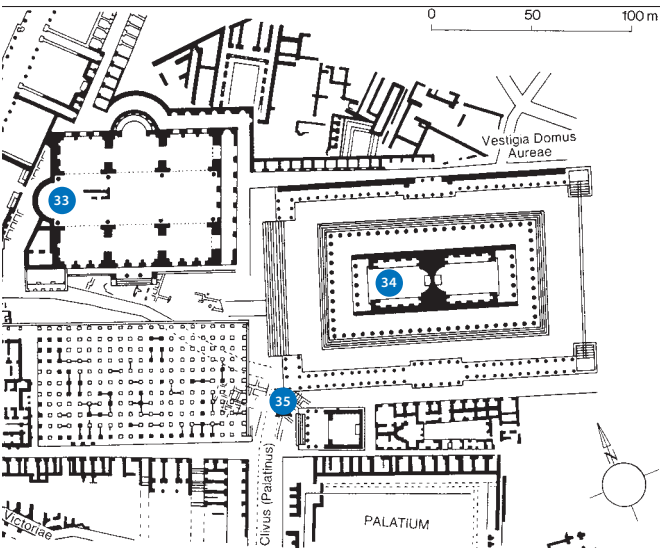 0 50 100 m
Vestigia Domus
Aureae
33
34
35
Clivus (Palatinus)
Victoriae
PALATIUM
N